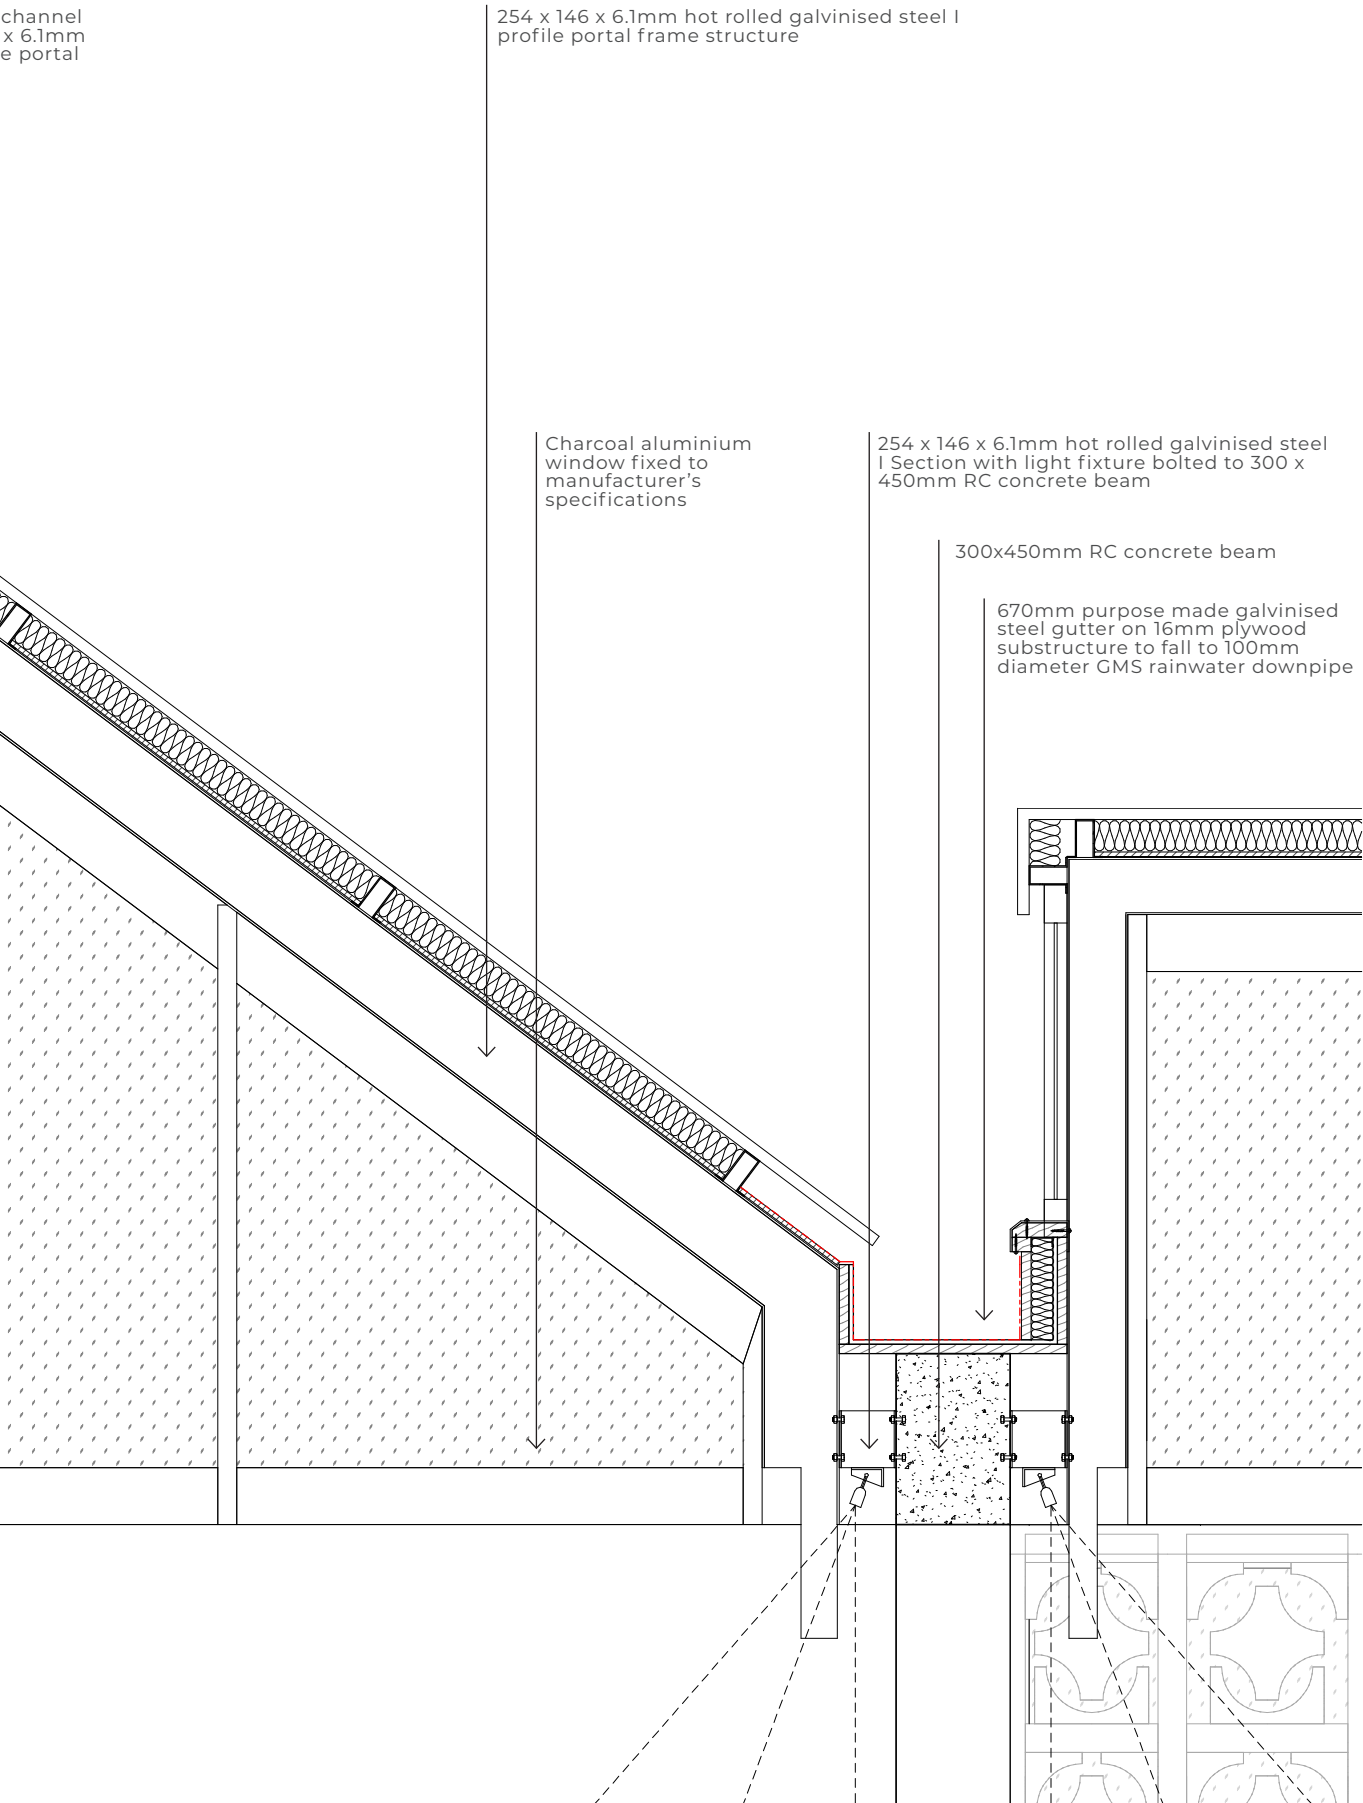 channel
x 6.1mm
e portal
254 x 146 x 6.1mm hot rolled galvinised steel I
profile portal frame structure
Charcoal aluminium
window fixed to
manufacturer's
specifications
254 x 146 x 6.1mm hot rolled galvinised steel
I Section with light fixture bolted to 300 x
450mm RC concrete beam
300x450mm RC concrete beam
670mm purpose made galvinised
steel gutter on 16mm plywood
substructure to fall to 100mm
diameter GMS rainwater downpipe